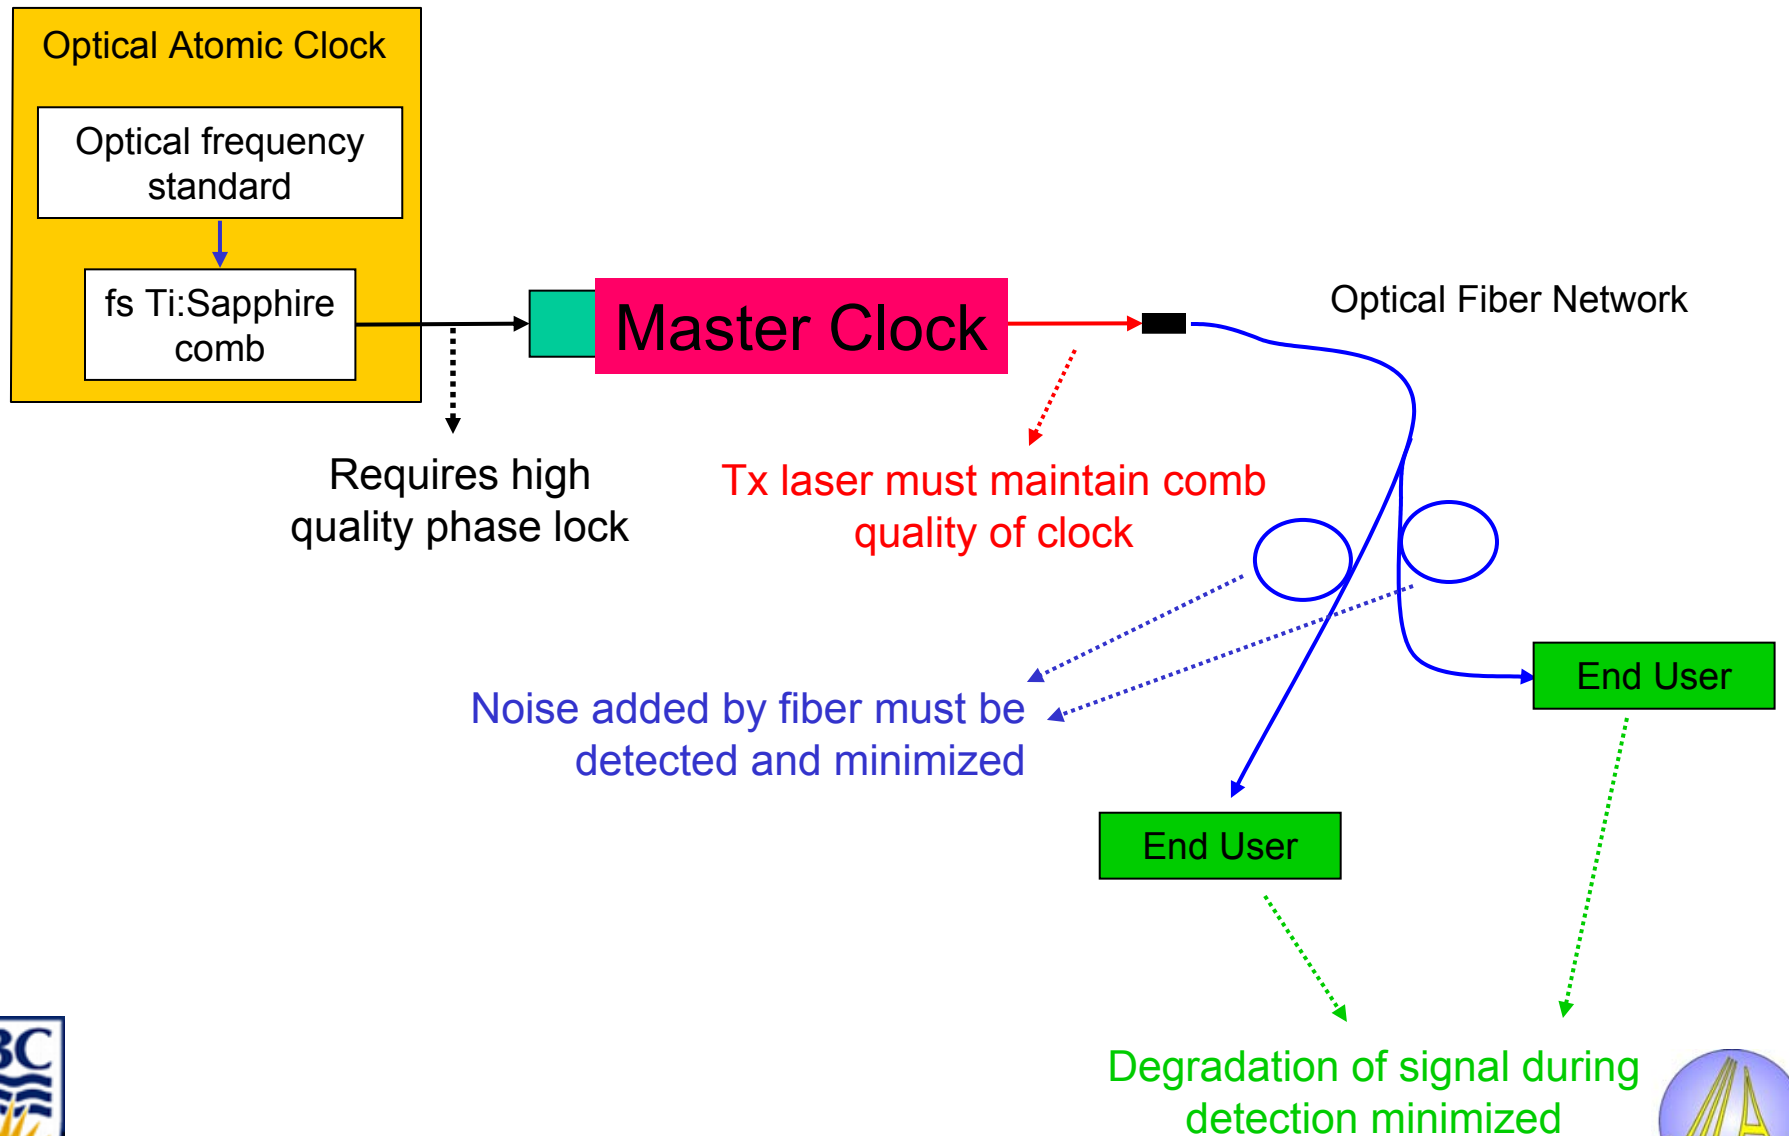 Optical Atomic Clock
Optical frequency
standard
fs Ti:Sapphire
comb
Master Clock
Optical Fiber Network
Requires high
quality phase lock
Tx laser must maintain comb
quality of clock
Noise added by fiber must be
detected and minimized
End User
End User
Degradation of signal during
detection minimized